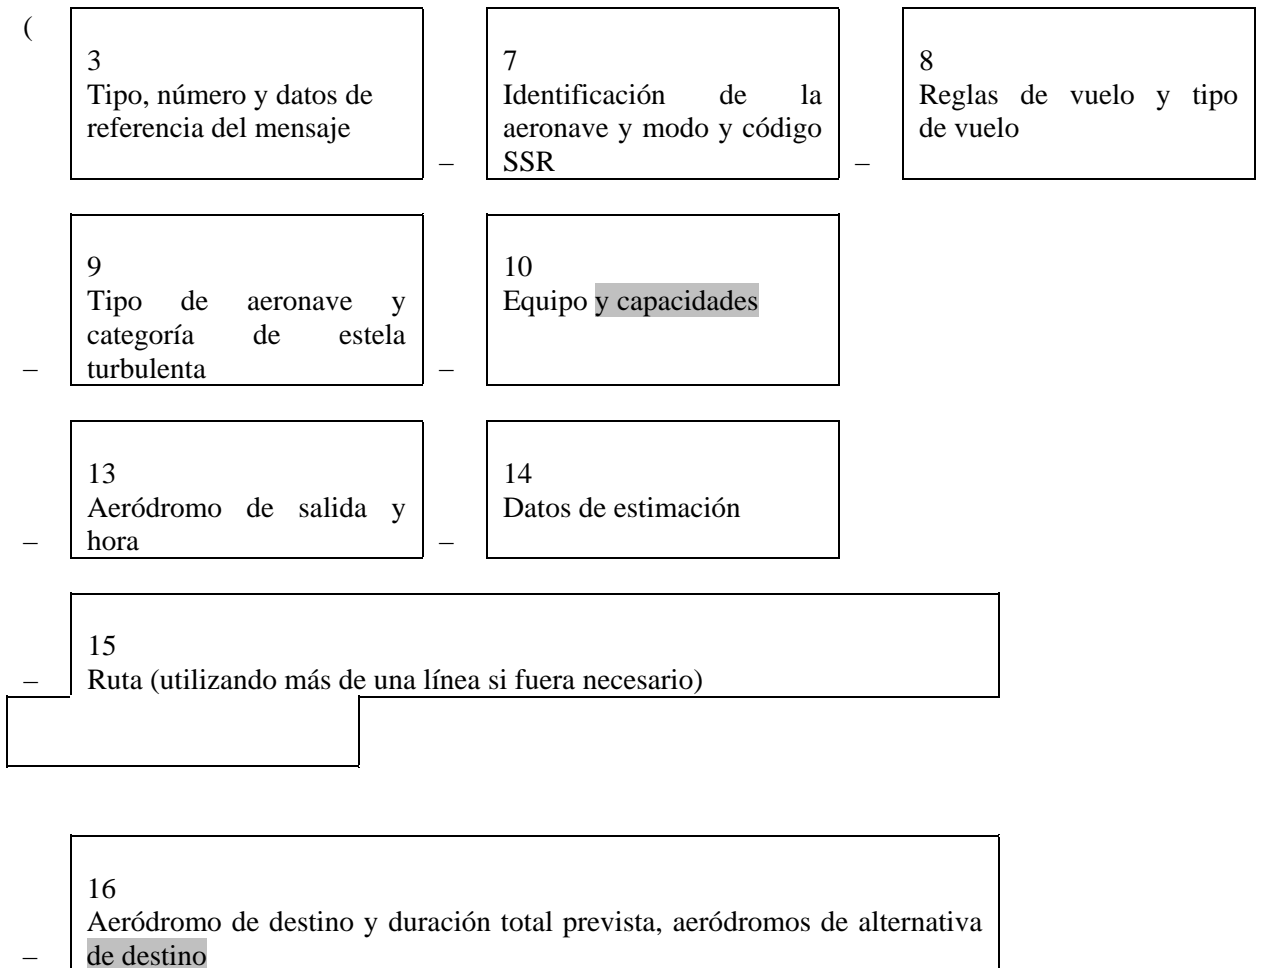 (
3
Tipo, número y datos de
referencia del mensaje
–
7
Identificación de la
aeronave y modo y código
SSR
–
8
Reglas de vuelo y tipo
de vuelo
–
9
Tipo de aeronave y
categoría de estela
turbulenta
–
10
Equipo y capacidades
–
13
Aeródromo de salida y
hora
–
14
Datos de estimación
–
15
Ruta (utilizando más de una línea si fuera necesario)
–
16
Aeródromo de destino y duración total prevista, aeródromos de alternativa
de destino